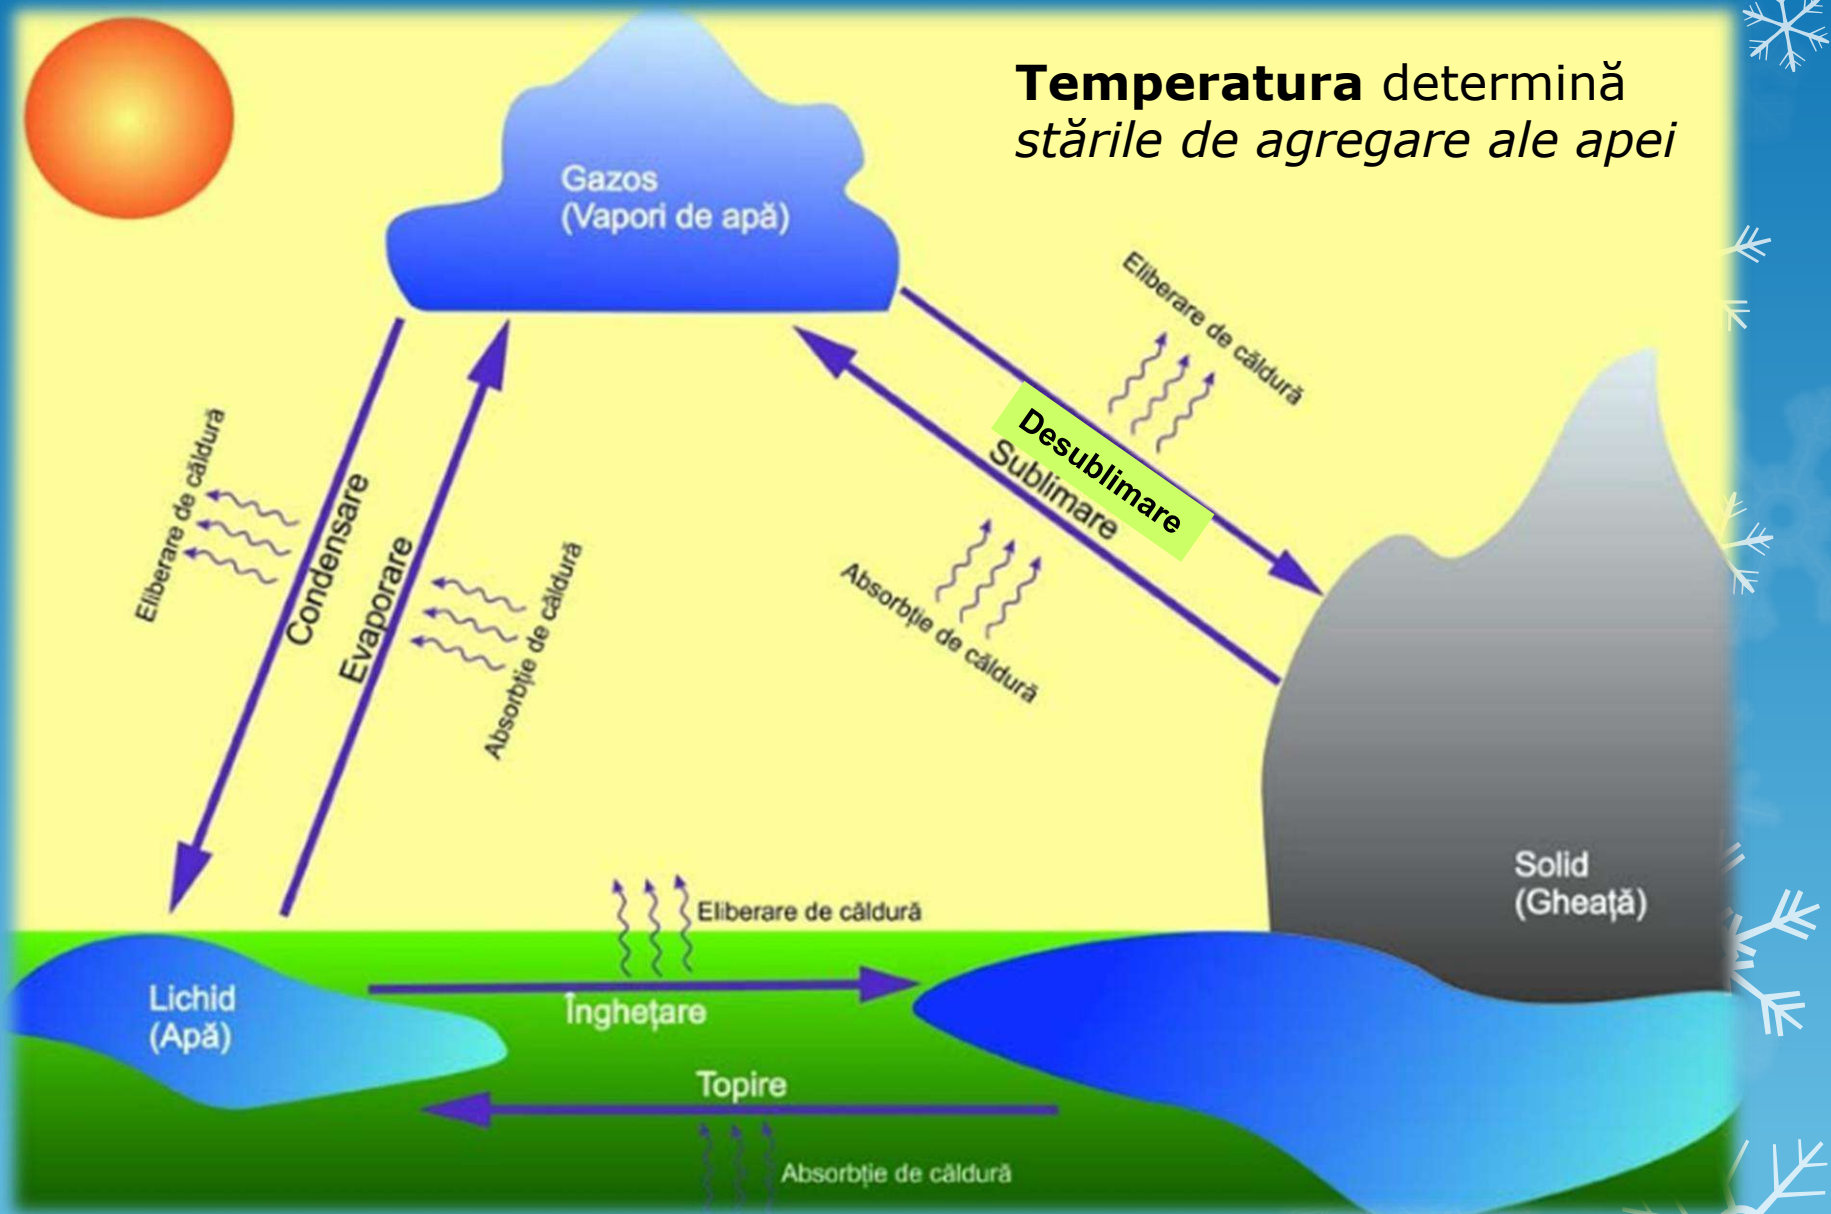 Temperatura determină
stările de agregare ale apei
Gazos
(Vapori de apă)
Eliberare de căldură
Desublimare
Sublimare
Absorbție de căldură
Eliberare de căldură
Condensare
Evaporare
Absorbție de căldură
Solid
(Gheață)
Eliberare de căldură
Înghețare
Lichid
(Apă)
Topire
Absorbție de căldură